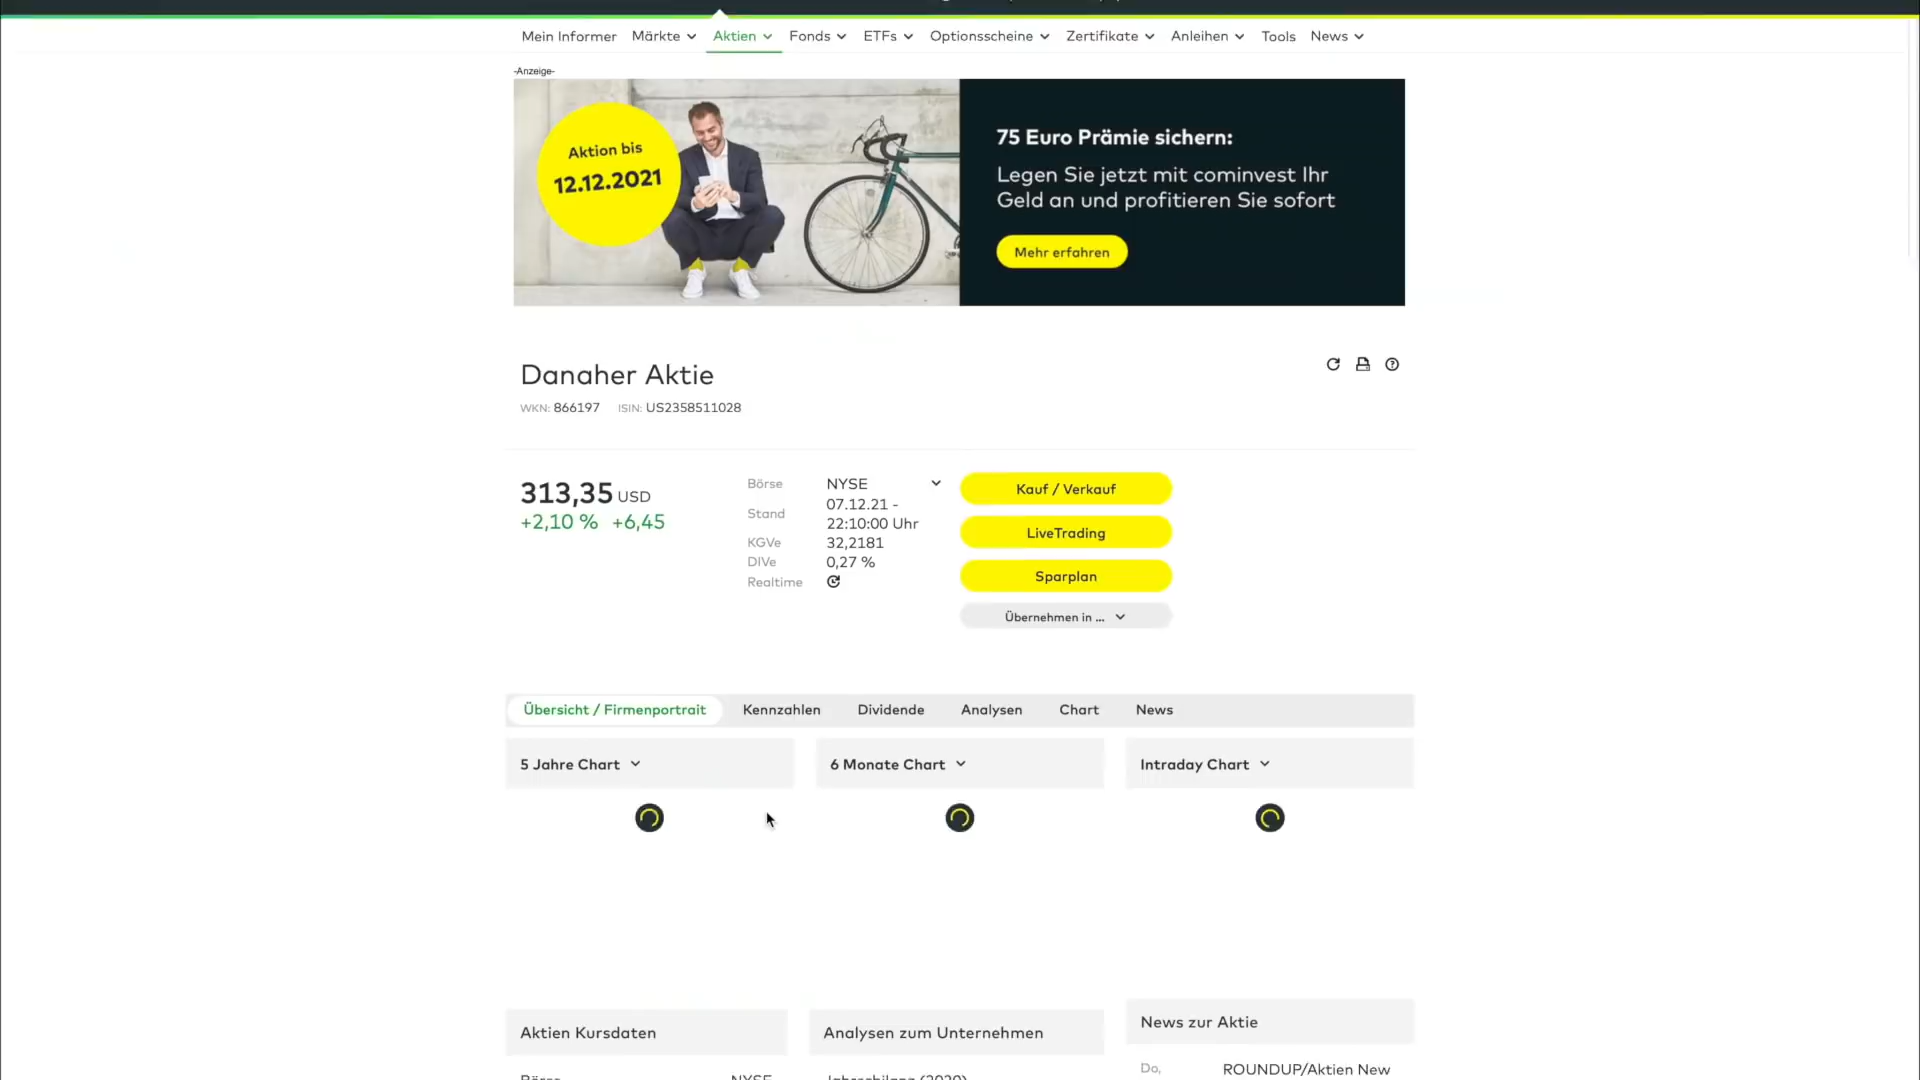 Mein Informer Märkte Aktien Fonds ETFs Optionsscheine Zertifikate Anleihen Tools News
-Anzeige-
Aktion bis
12.12.2021
75 Euro Prämie sichern:
Legen Sie jetzt mit cominvest Ihr
Geld an und profitieren Sie sofort
Mehr erfahren
Danaher Aktie
WKN: 866197 ISIN: US2358511028
313,35 USD
+2,10 % +6,45
Börse NYSE
Stand 07.12.21 -
22:10:00 Uhr
KGVe 32,2181
DIVe 0,27 %
Realtime
Kauf / Verkauf
LiveTrading
Sparplan
Übernehmen in ...
Übersicht / Firmenportrait Kennzahlen Dividende Analysen Chart News
5 Jahre Chart 6 Monate Chart Intraday Chart
Aktien Kursdaten
Börse NYSE
Analysen zum Unternehmen
Jahresbilanz (2020)
News zur Aktie
Do, ROUNDUP/Aktien New